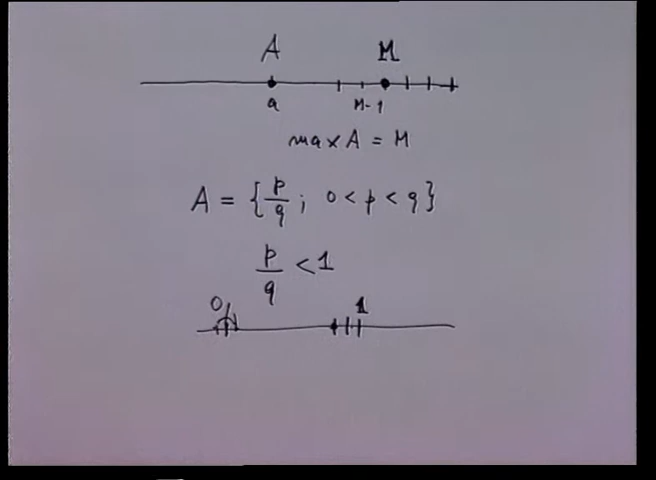 A M
a M-1
max A = M
A = { p/q ; 0 < p < q }
p/q < 1
0 1